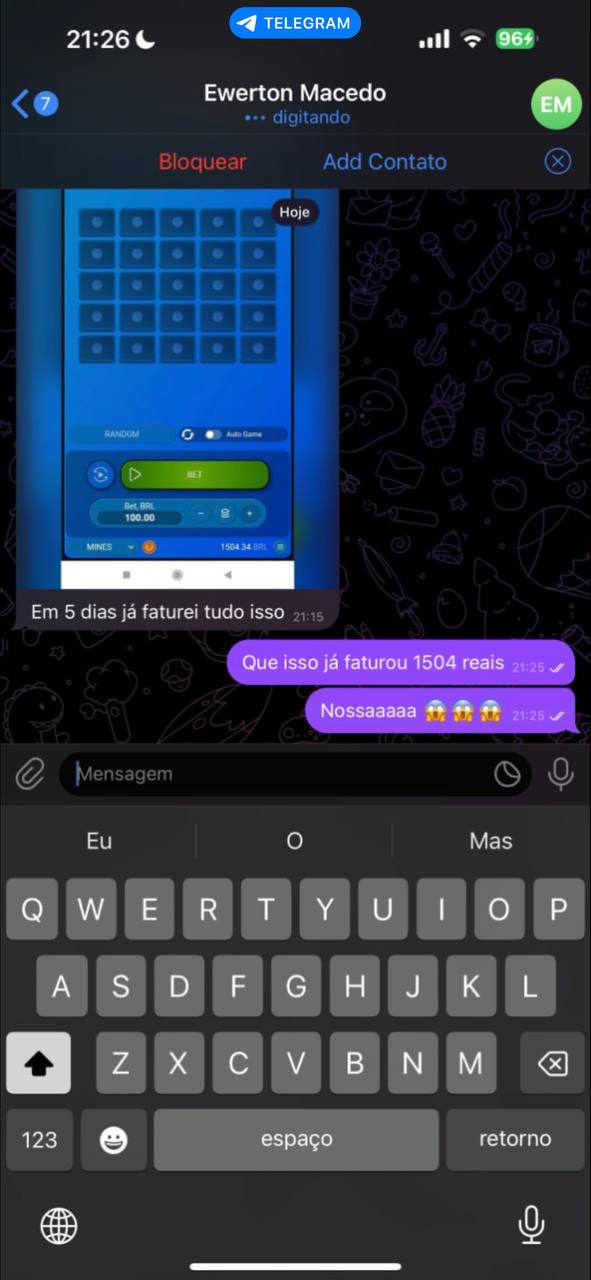 21:26
TELEGRAM
96
7
Ewerton Macedo
digitando
EM
Bloquear
Add Contato
Hoje
RANDOM
Auto Game
BET
Bet, BRL
100.00
MINES
1504.34 BRL
Em 5 dias já faturei tudo isso 21:15
Que isso já faturou 1504 reais 21:25
Nossaaaaa 😱😱😱 21:25
Mensagem
Eu
O
Mas
Q W E R T Y U I O P
A S D F G H J K L
Z X C V B N M
123
espaço
retorno